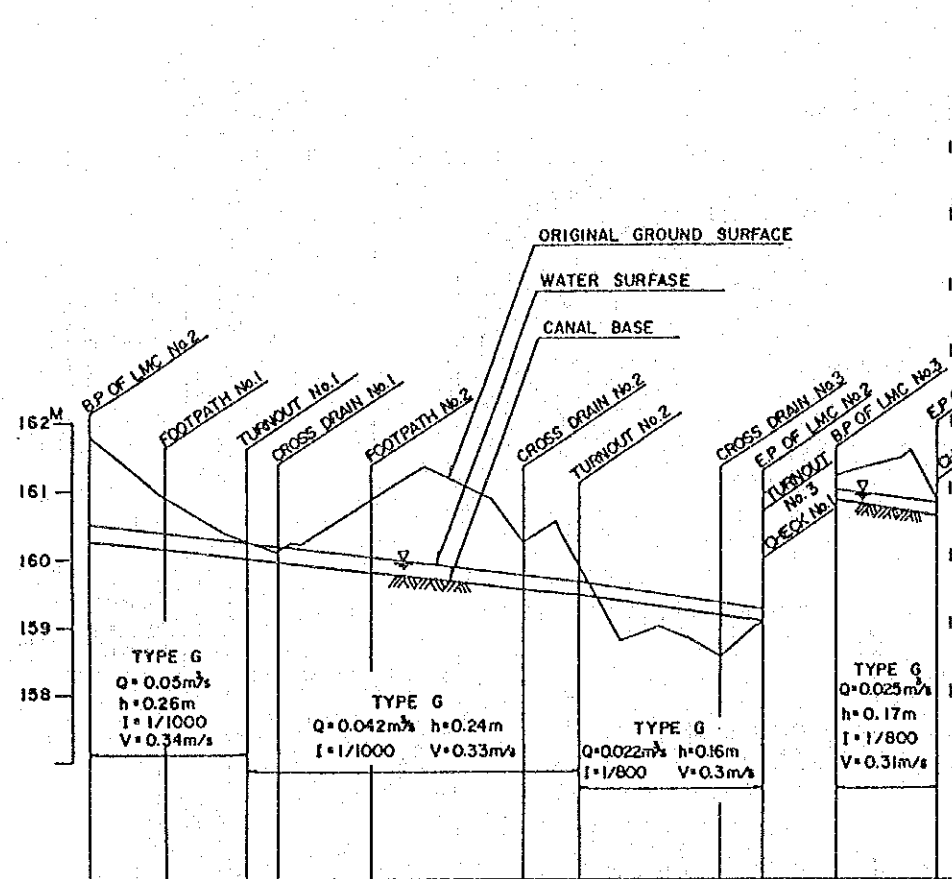 ORIGINAL GROUND SURFACE
WATER SURFASE
CANAL BASE
B.P OF LMC No.2
FOOTPATH No.1
TURNOUT No.1
CROSS DRAIN No.1
FOOTPATH No.2
CROSS DRAIN No.2
TURNOUT No.2
CROSS DRAIN No.3
E.P. OF LMC No.2
TURNOUT
No. 3
B.P OF LMC No.3
E.P
162M
161
160
159
158
TYPE G
Q=0.05m³/s
h=0.26m
I=1/1000
V=0.34m/s
TYPE G
Q=0.042m³/s h=0.24m
I=1/1000 V=0.33m/s
TYPE G
Q=0.022m³/s h=0.16m
I=1/800 V=0.3m/s
TYPE G
Q=0.025m³/s
h=0.17m
I=1/800
V=0.31m/s